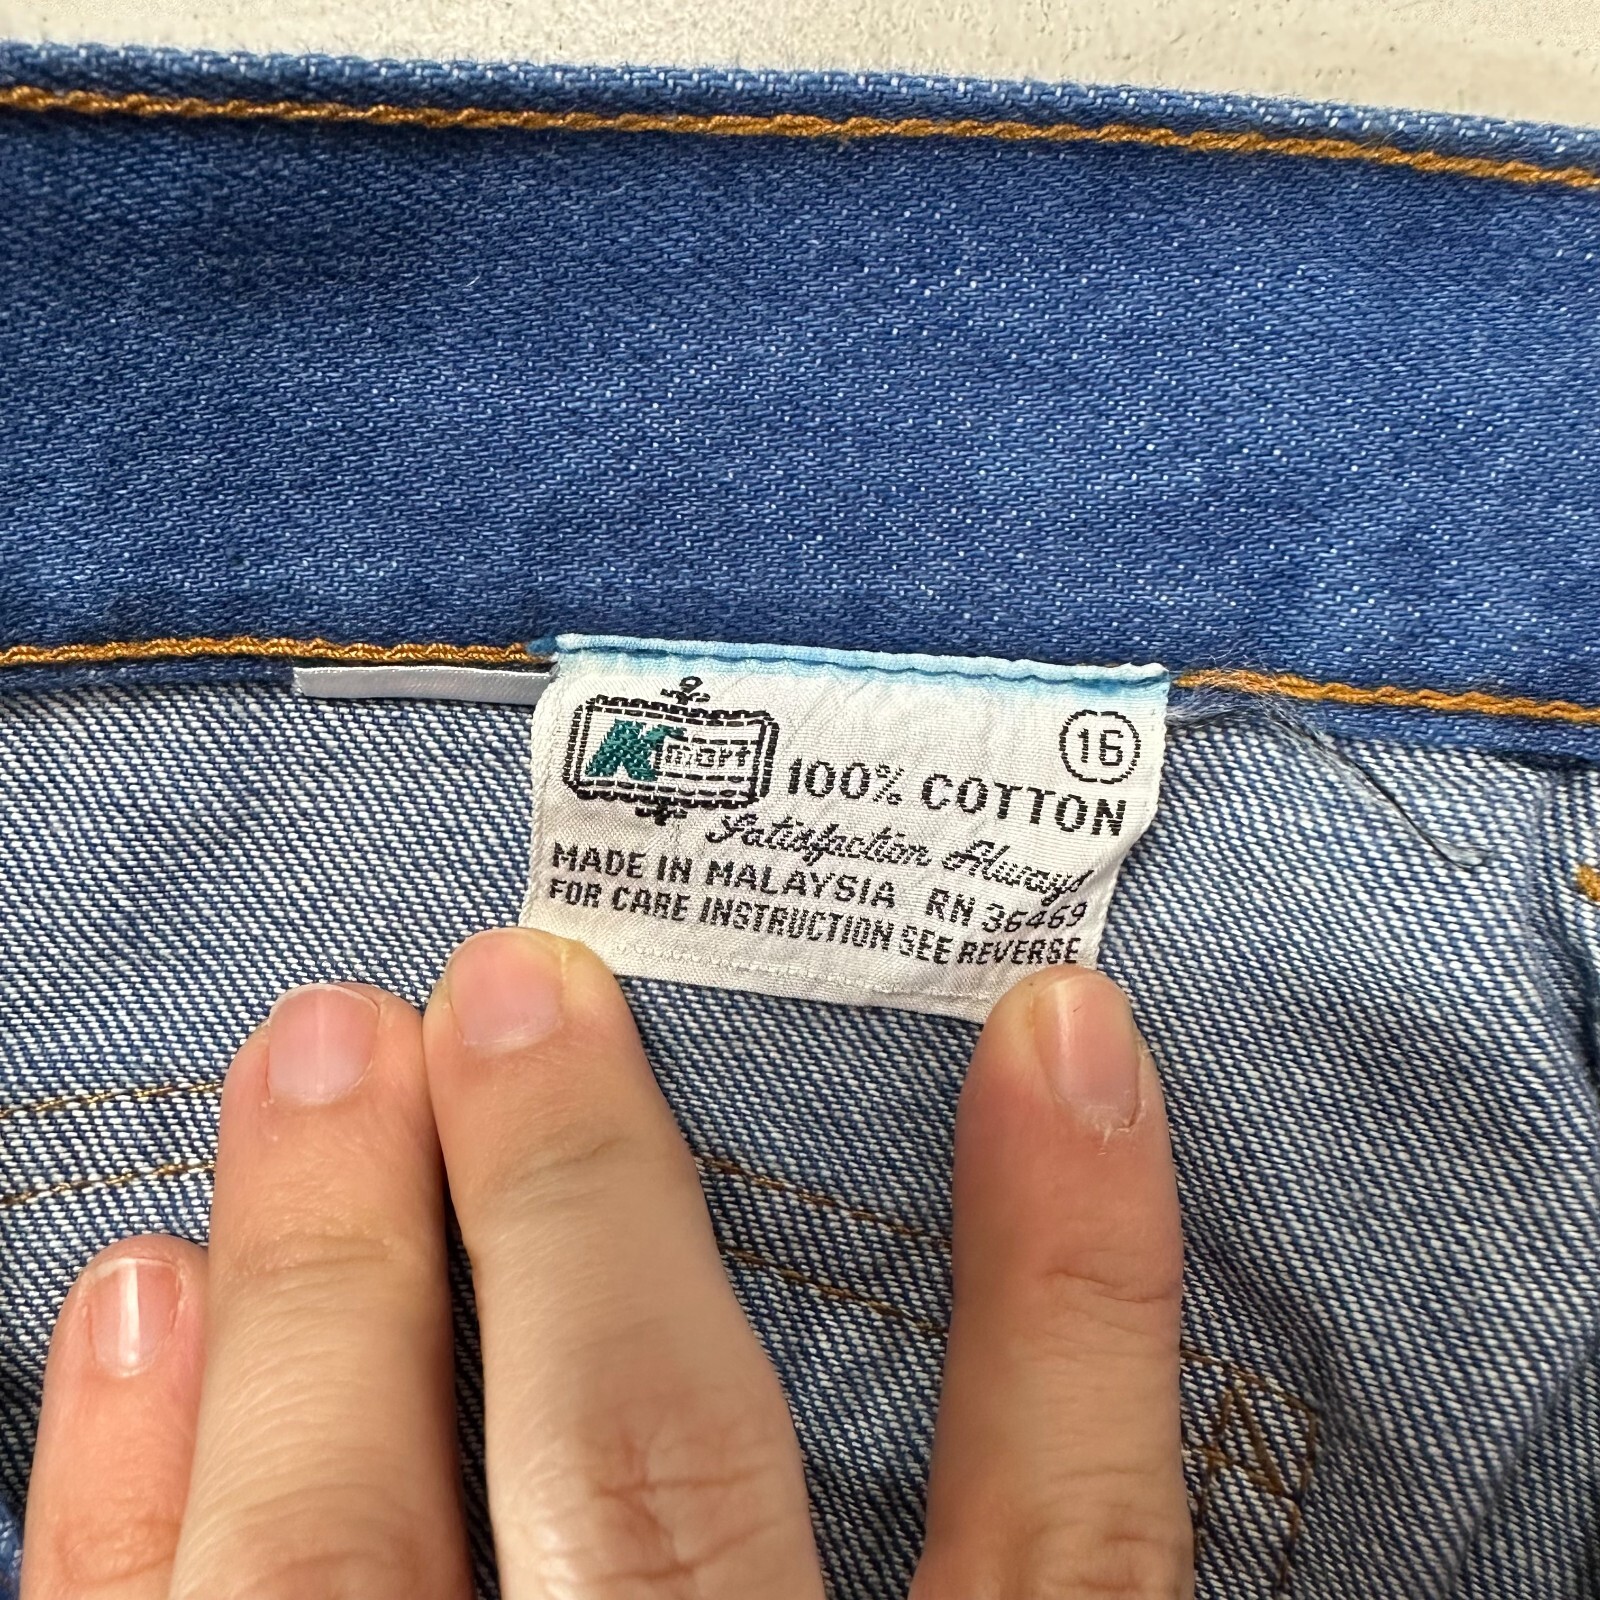 Kmart
16
100% COTTON
Satisfaction Always
MADE IN MALAYSIA RN 36469
FOR CARE INSTRUCTION SEE REVERSE